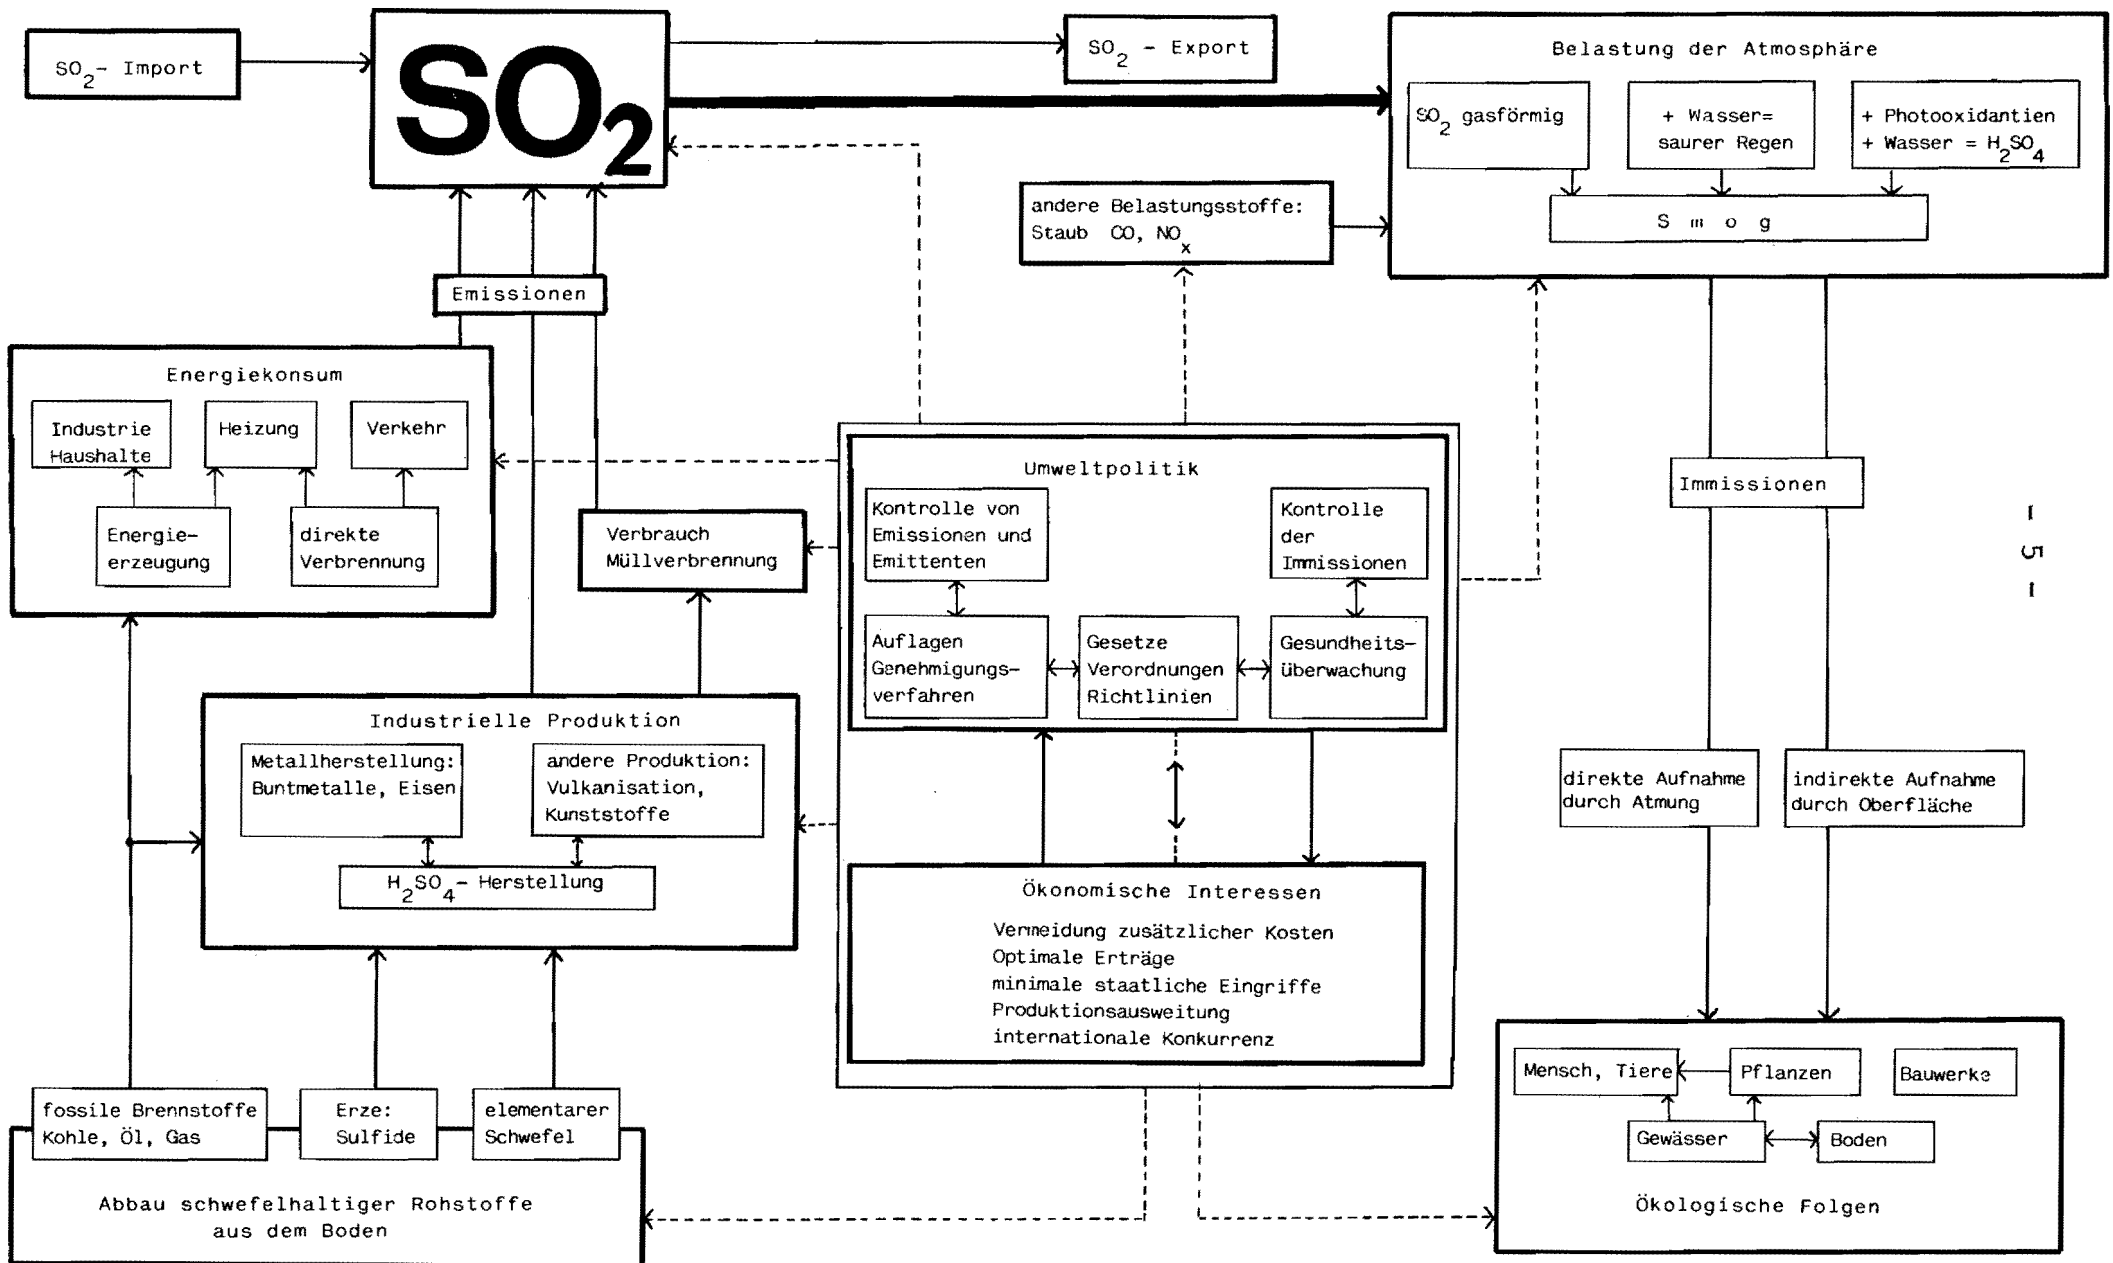 SO2- Import
SO2
SO2 - Export
Belastung der Atmosphäre
SO2 gasförmig
+ Wasser=
saurer Regen
+ Photooxidantien
+ Wasser = H2SO4
S m o g
andere Belastungsstoffe:
Staub CO, NOx
Emissionen
Energiekonsum
Industrie
Haushalte
Heizung
Verkehr
Energie-
erzeugung
direkte
Verbrennung
Verbrauch
Müllverbrennung
Umweltpolitik
Kontrolle von
Emissionen und
Emittenten
Kontrolle
der
Immissionen
Auflagen
Genehmigungs-
verfahren
Gesetze
Verordnungen
Richtlinien
Gesundheits-
überwachung
Immissionen
- 5 -
Industrielle Produktion
Metallherstellung:
Buntmetalle, Eisen
andere Produktion:
Vulkanisation,
Kunststoffe
H2SO4- Herstellung
direkte Aufnahme
durch Atmung
indirekte Aufnahme
durch Oberfläche
Ökonomische Interessen
Vermeidung zusätzlicher Kosten
Optimale Erträge
minimale staatliche Eingriffe
Produktionsausweitung
internationale Konkurrenz
fossile Brennstoffe
Kohle, Öl, Gas
Erze:
Sulfide
elementarer
Schwefel
Abbau schwefelhaltiger Rohstoffe
aus dem Boden
Mensch, Tiere
Pflanzen
Bauwerke
Gewässer
Boden
Ökologische Folgen